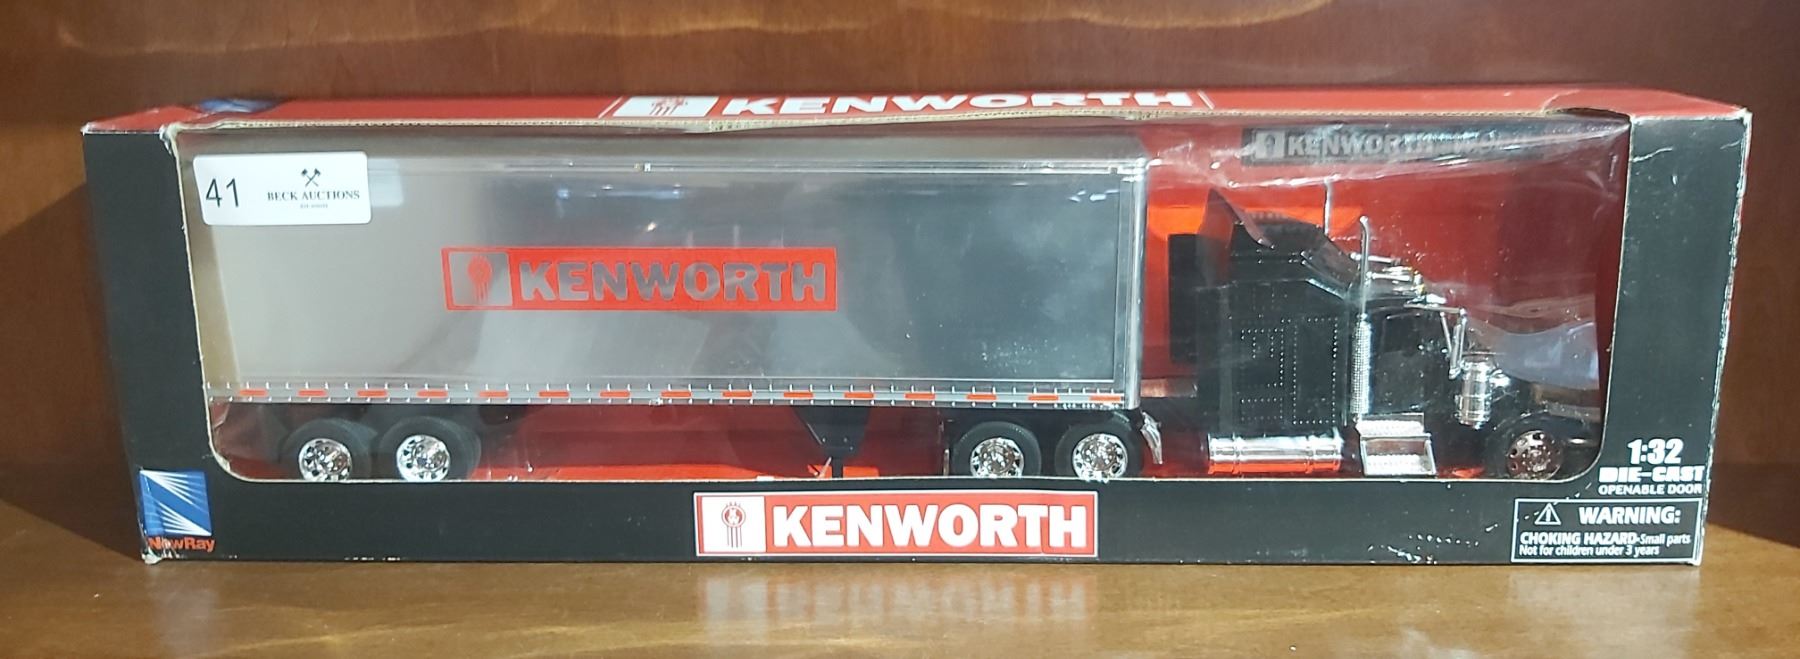 KENWORTH
KENWORTH
41
BECK AUCTIONS
KENWORTH
1:32
DIE-CAST
OPENABLE DOOR
NewRay
KENWORTH
WARNING:
CHOKING HAZARD-Small parts
Not for children under 3 years